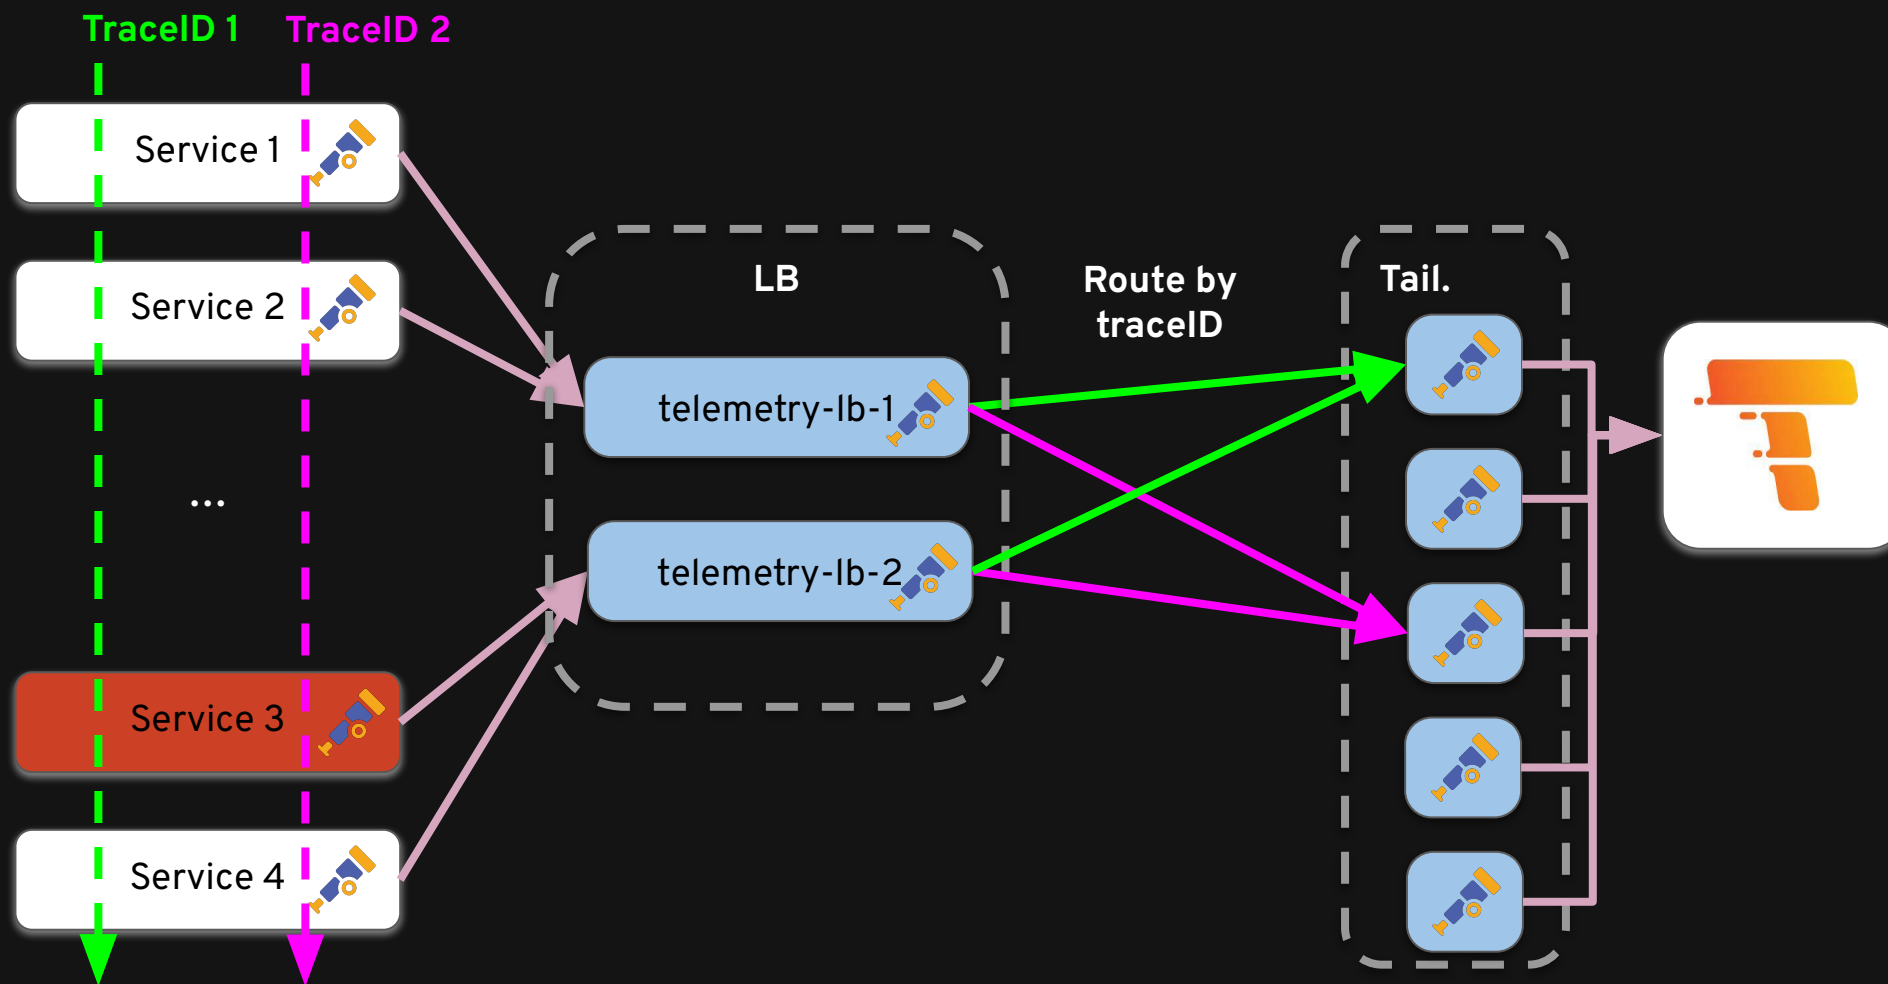 TraceID 1
TraceID 2
Service 1
Service 2
...
Service 3
Service 4
LB
telemetry-lb-1
telemetry-lb-2
Route by
traceID
Tail.